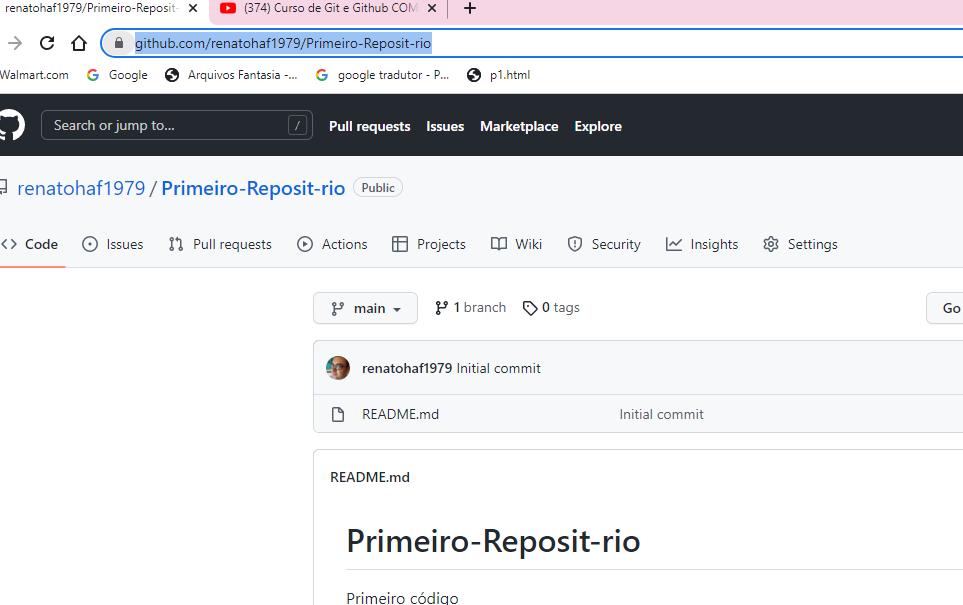 renatohaf1979/Primeiro-Reposit-
(374) Curso de Git e Github COM
github.com/renatohaf1979/Primeiro-Reposit-rio
Walmart.com Google Arquivos Fantasia -... google tradutor - P... p1.html
Search or jump to... / Pull requests Issues Marketplace Explore
renatohaf1979 / Primeiro-Reposit-rio Public
Code Issues Pull requests Actions Projects Wiki Security Insights Settings
main 1 branch 0 tags Go
renatohaf1979 Initial commit
README.md Initial commit
README.md
Primeiro-Reposit-rio
Primeiro código